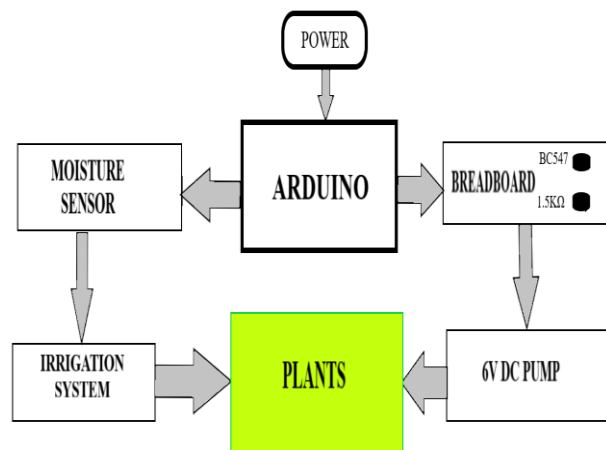 POWER
ARDUINO
MOISTURE
SENSOR
BREADBOARD
BC547
1.5KΩ
IRRIGATION
SYSTEM
PLANTS
6V DC PUMP